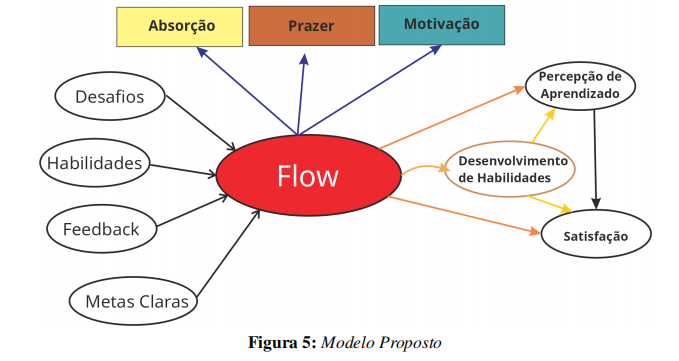 Absorção
Prazer
Motivação
Desafios
Habilidades
Feedback
Metas Claras
Flow
Percepção de
Aprendizado
Desenvolvimento
de Habilidades
Satisfação
Figura 5: Modelo Proposto